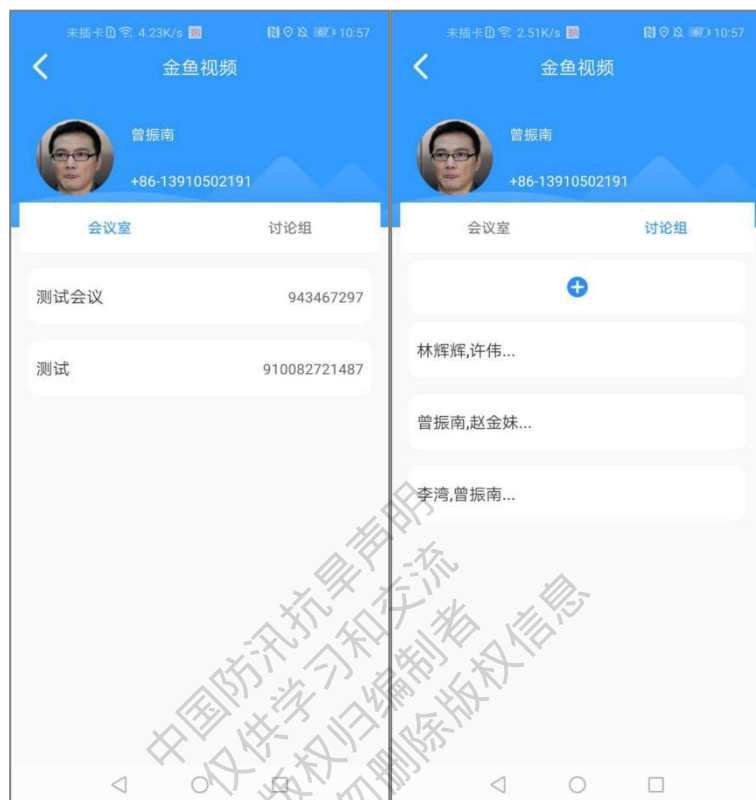 未插卡 4.23K/s 67 10:57
金鱼视频
曾振南
+86-13910502191
会议室 讨论组
测试会议 943467297
测试 910082721487
未插卡 2.51K/s 67 10:57
金鱼视频
曾振南
+86-13910502191
会议室 讨论组
林辉辉,许伟...
曾振南,赵金妹...
李湾,曾振南...
中国防汛抗旱声明
仅供学习和交流
版权归编制者
勿删除版权信息